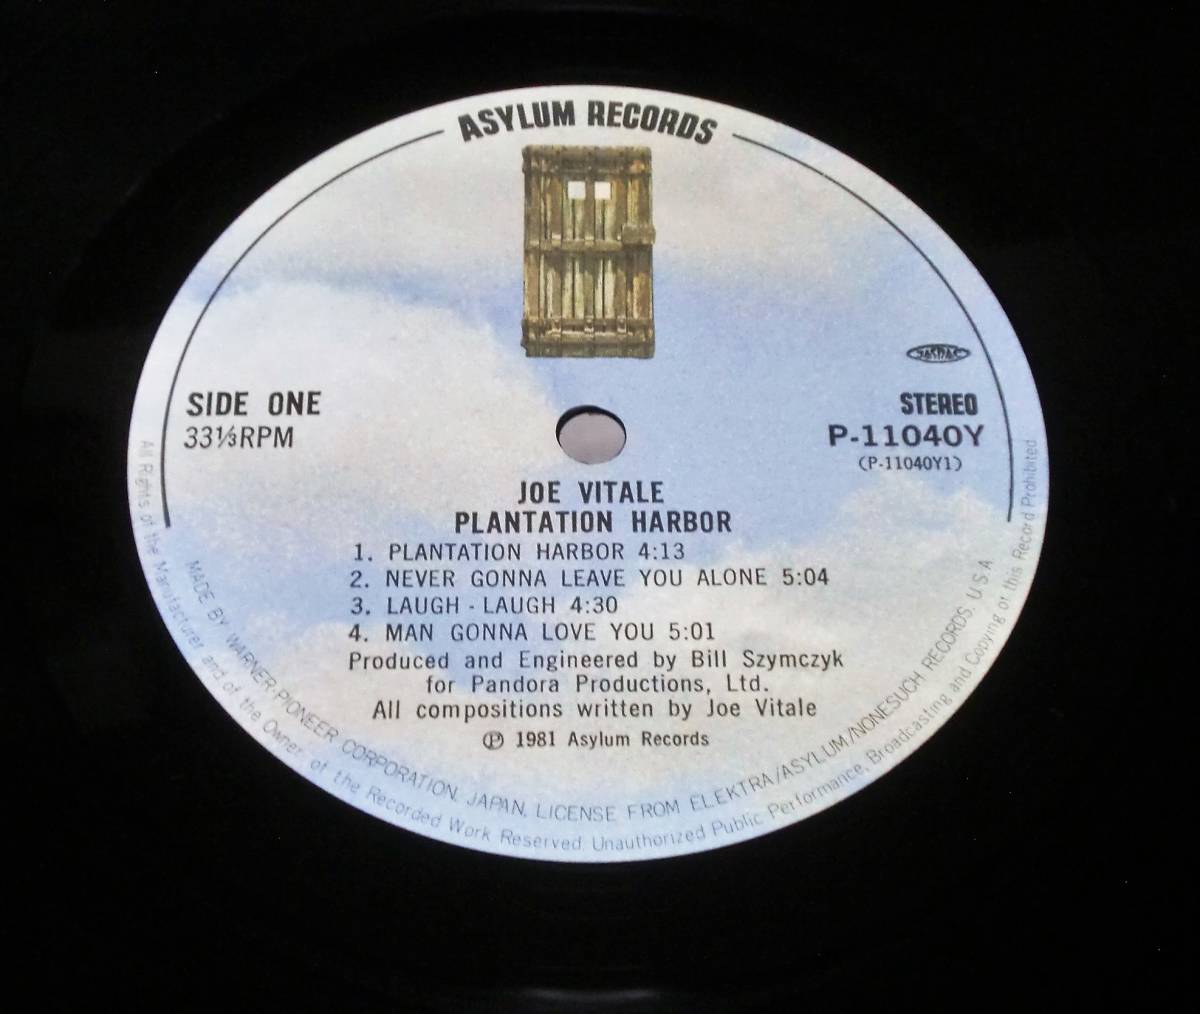 ASYLUM RECORDS
JASRAC
SIDE ONE
33⅓RPM
STEREO
P-11040Y
(P-11040Y1)
JOE VITALE
PLANTATION HARBOR
1. PLANTATION HARBOR 4:13
2. NEVER GONNA LEAVE YOU ALONE 5:04
3. LAUGH - LAUGH 4:30
4. MAN GONNA LOVE YOU 5:01
Produced and Engineered by Bill Szymczyk
for Pandora Productions, Ltd.
All compositions written by Joe Vitale
℗ 1981 Asylum Records
MADE BY WARNER-PIONEER CORPORATION, JAPAN, LICENSE FROM ELEKTRA/ASYLUM/NONESUCH RECORDS, U.S.A
All Rights of the Manufacturer and of the Owner of the Recorded Work Reserved. Unauthorized Public Performance, Broadcasting and Copying of this Record Prohibited